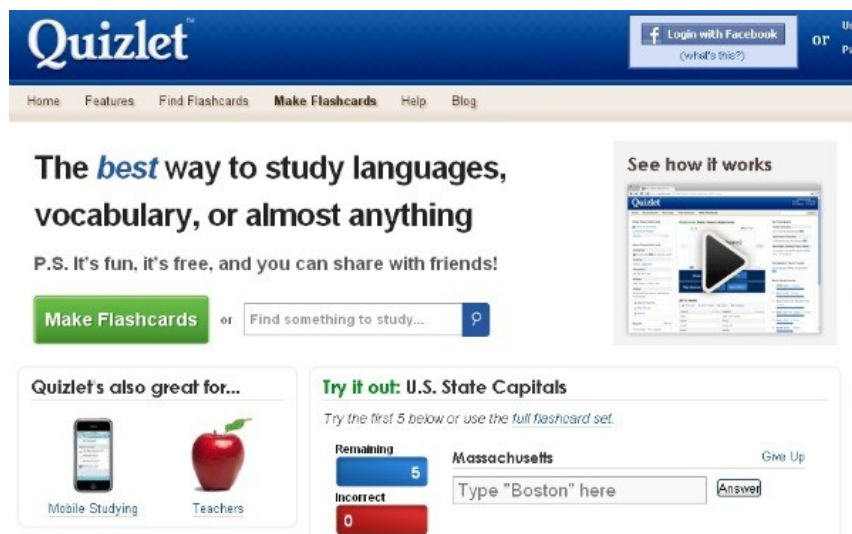 Quizlet™
Login with Facebook
(what's this?)
or
Home Features Find Flashcards Make Flashcards Help Blog
The best way to study languages,
vocabulary, or almost anything
P.S. It's fun, it's free, and you can share with friends!
Make Flashcards or Find something to study...
See how it works
Quizlet
Quizlet's also great for...
Mobile Studying
Teachers
Try it out: U.S. State Capitals
Try the first 5 below or use the full flashcard set.
Remaining
5
Incorrect
0
Massachusetts
Give Up
Type "Boston" here
Answer